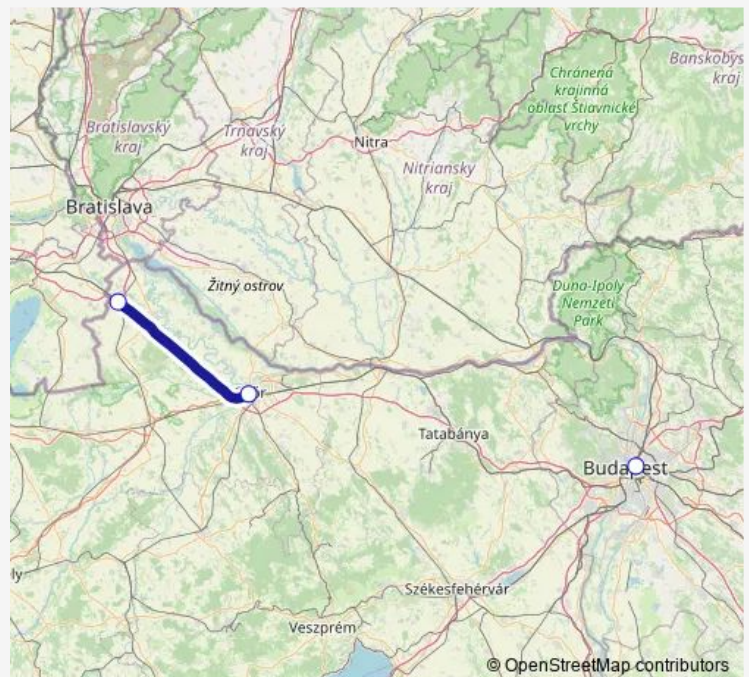 Banskobys
kraj
Chránená
krajinná
oblasť Štiavnické
vrchy
Bratislavský
kraj
Trnavský
kraj
Nitra
Nitriansky
kraj
Bratislava
Žitný ostrov
Duna-Ipoly
Nemzeti
Park
Tatabánya
Budapest
ly
Székesfehérvár
Veszprém
© OpenStreetMap contributors